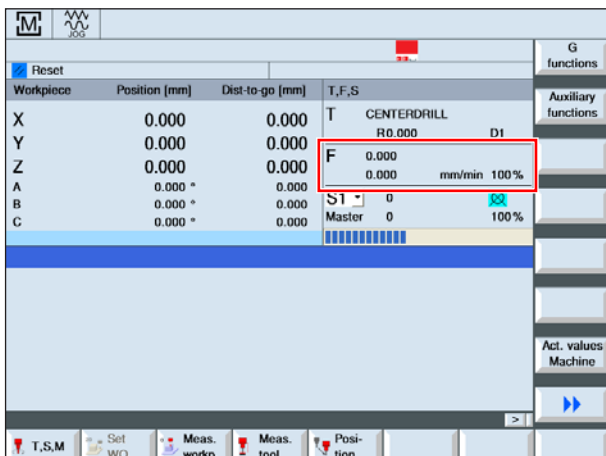 M
JOG
G
functions
Reset
Workpiece Position [mm] Dist-to-go [mm] T,F,S
Auxiliary
functions
X 0.000 0.000 T CENTERDRILL
R0.000 D1
Y 0.000 0.000
F 0.000
Z 0.000 0.000 0.000 mm/min 100%
A 0.000 ° 0.000
B 0.000 ° 0.000 S1 0
C 0.000 ° 0.000 Master 0 100%
Act. values
Machine
>
T,S,M Set Meas. Meas. Posi-
WO workp. tool tion